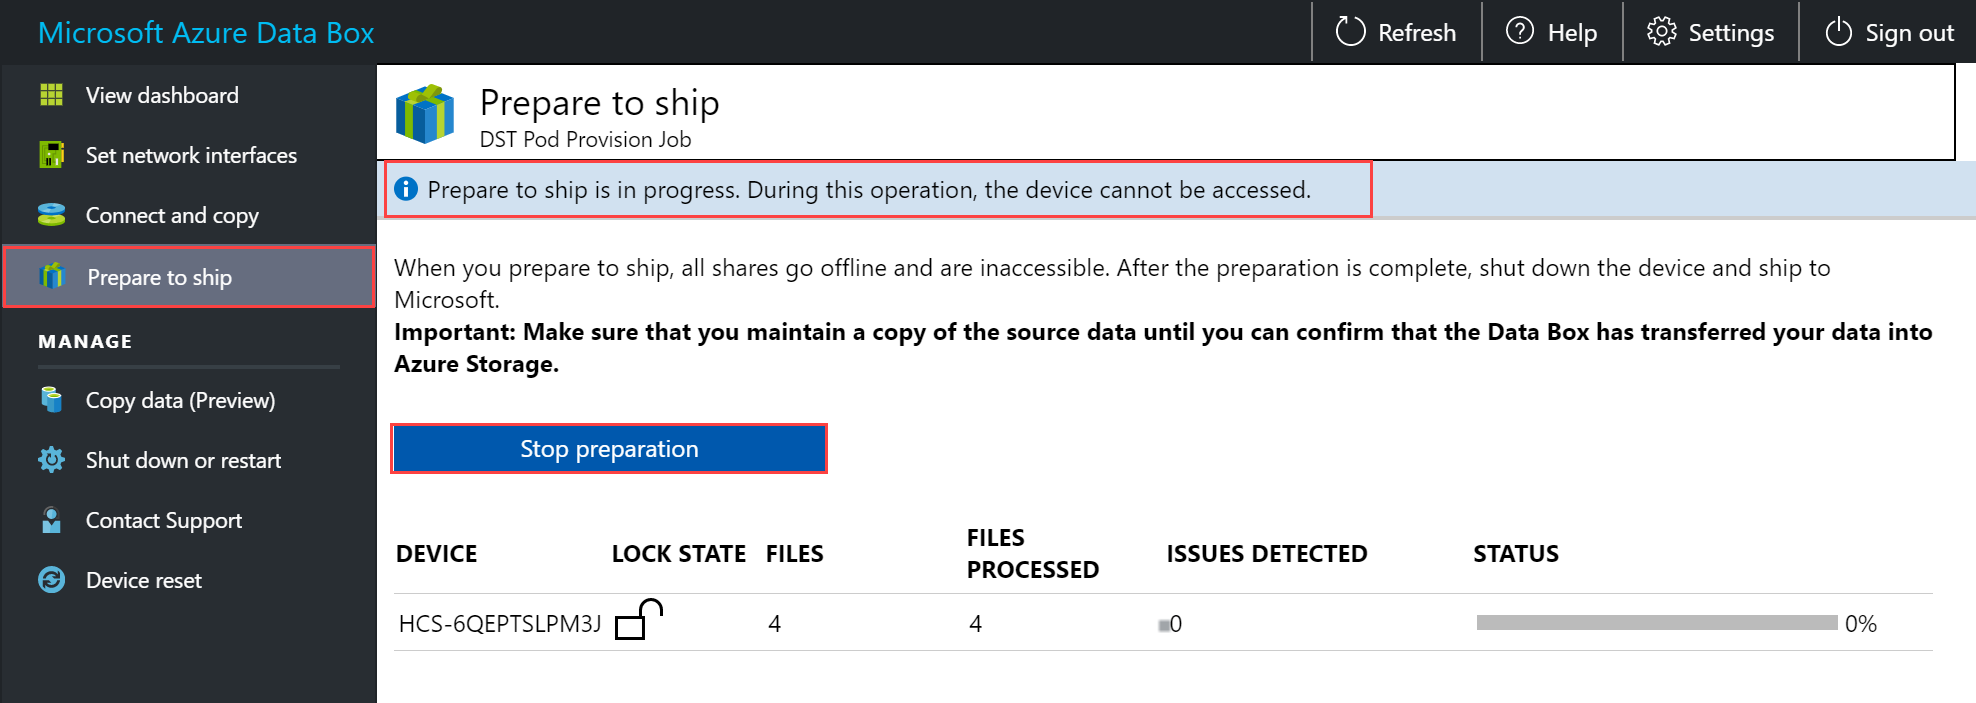 Microsoft Azure Data Box
Refresh
Help
Settings
Sign out
View dashboard
Set network interfaces
Connect and copy
Prepare to ship
MANAGE
Copy data (Preview)
Shut down or restart
Contact Support
Device reset
Prepare to ship
DST Pod Provision Job
Prepare to ship is in progress. During this operation, the device cannot be accessed.
When you prepare to ship, all shares go offline and are inaccessible. After the preparation is complete, shut down the device and ship to
Microsoft.
Important: Make sure that you maintain a copy of the source data until you can confirm that the Data Box has transferred your data into
Azure Storage.
Stop preparation
DEVICE LOCK STATE FILES FILES PROCESSED ISSUES DETECTED STATUS
HCS-6QEPTSLPM3J 4 4 0 0%